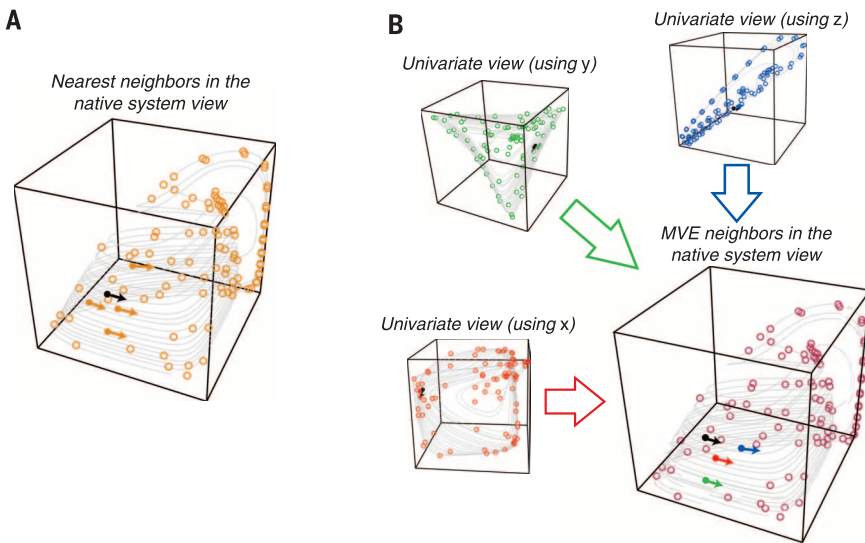 A
Nearest neighbors in the
native system view
B
Univariate view (using y)
Univariate view (using z)
MVE neighbors in the
native system view
Univariate view (using x)